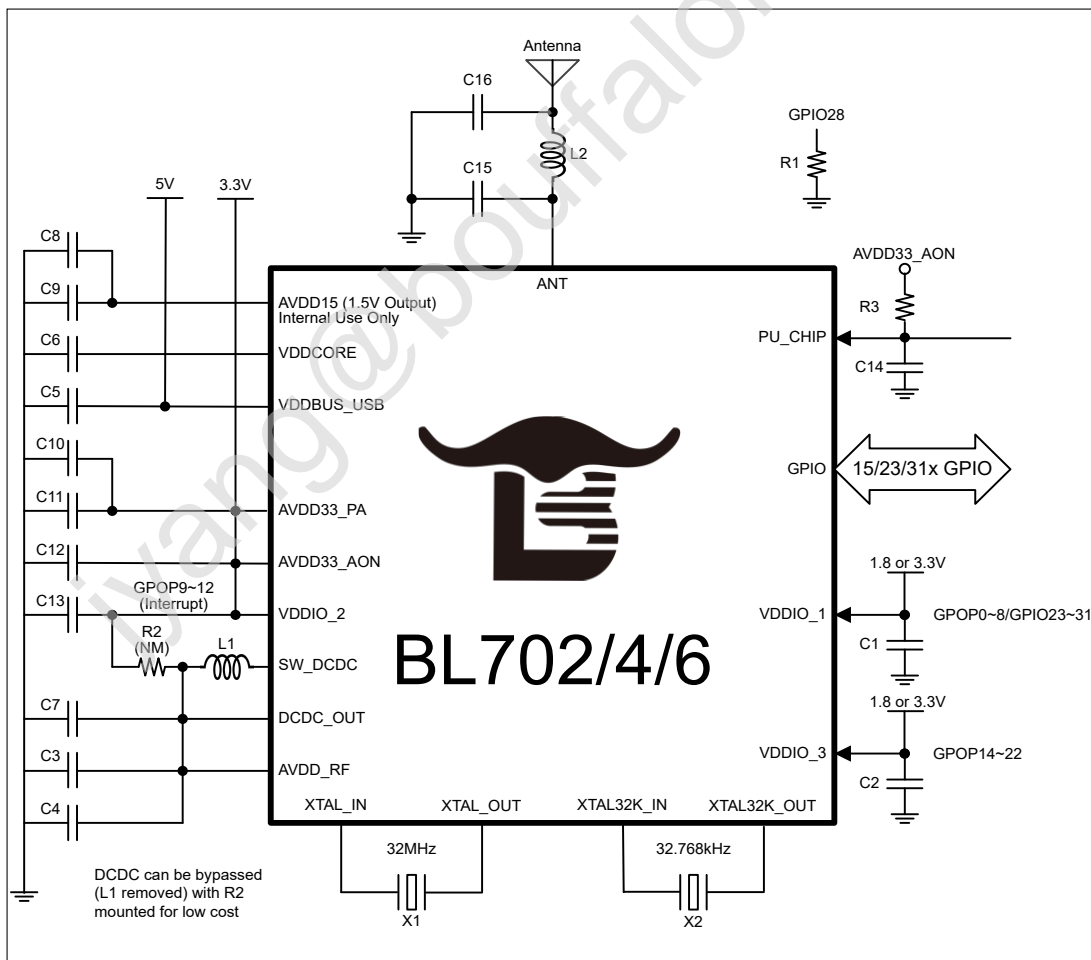 Antenna
C16
GPIO28
L2
R1
C15
5V
3.3V
C8
AVDD33_AON
ANT
C9
AVDD15 (1.5V Output)
Internal Use Only
R3
C6
VDDCORE
PU_CHIP
C14
C5
VDDBUS_USB
C10
GPIO
15/23/31x GPIO
C11
AVDD33_PA
C12
AVDD33_AON
1.8 or 3.3V
GPOP9~12
(Interrupt)
C13
VDDIO_2
VDDIO_1
GPOP0~8/GPIO23~31
R2
(NM)
L1
SW_DCDC
BL702/4/6
C1
1.8 or 3.3V
C7
DCDC_OUT
C3
AVDD_RF
VDDIO_3
GPOP14~22
C2
C4
XTAL_IN
XTAL_OUT
XTAL32K_IN
XTAL32K_OUT
32MHz
32.768kHz
DCDC can be bypassed
(L1 removed) with R2
mounted for low cost
X1
X2
iyang@bouffalo